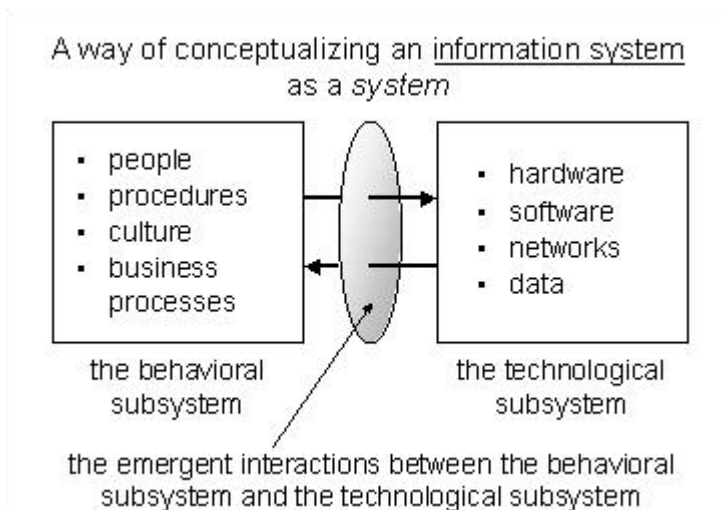 A way of conceptualizing an information system
as a system
▪ people
▪ procedures
▪ culture
▪ business
processes
▪ hardware
▪ software
▪ networks
▪ data
the behavioral
subsystem
the technological
subsystem
the emergent interactions between the behavioral
subsystem and the technological subsystem